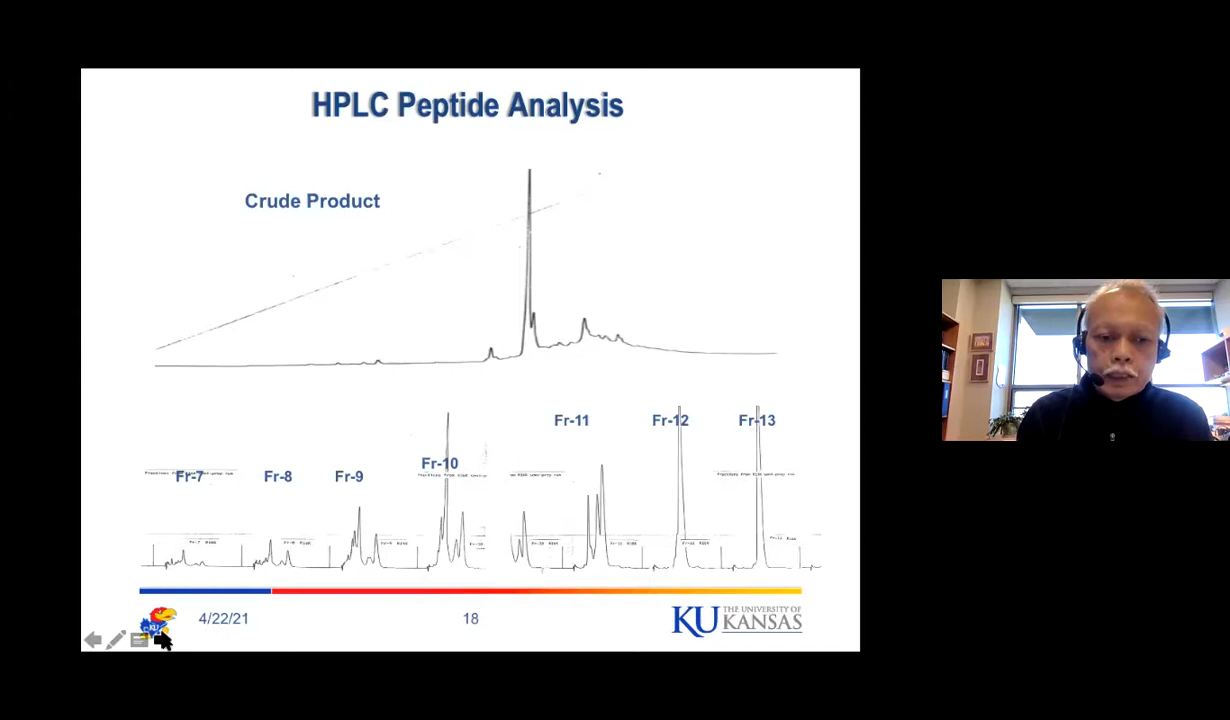 HPLC Peptide Analysis
Crude Product
Fr-7
Fr-8
Fr-9
Fr-10
Fr-11
Fr-12
Fr-13
4/22/21
18
KU THE UNIVERSITY OF
KANSAS